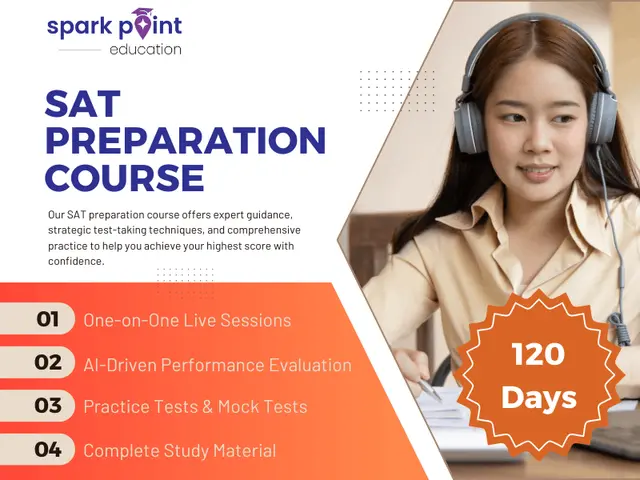 spark point
education
SAT
PREPARATION
COURSE
Our SAT preparation course offers expert guidance,
strategic test-taking techniques, and comprehensive
practice to help you achieve your highest score with
confidence.
01 One-on-One Live Sessions
02 AI-Driven Performance Evaluation
03 Practice Tests & Mock Tests
04 Complete Study Material
120
Days